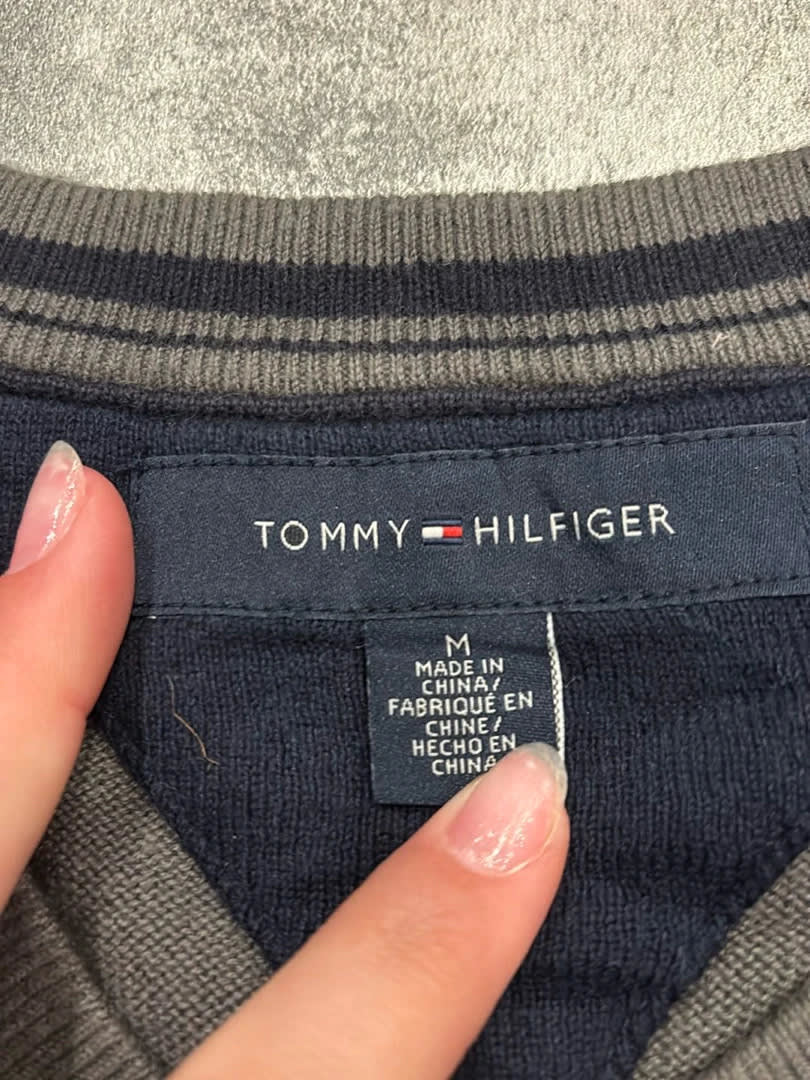 TOMMY HILFIGER
M
MADE IN
CHINA/
FABRIQUÉ EN
CHINE/
HECHO EN
CHINA